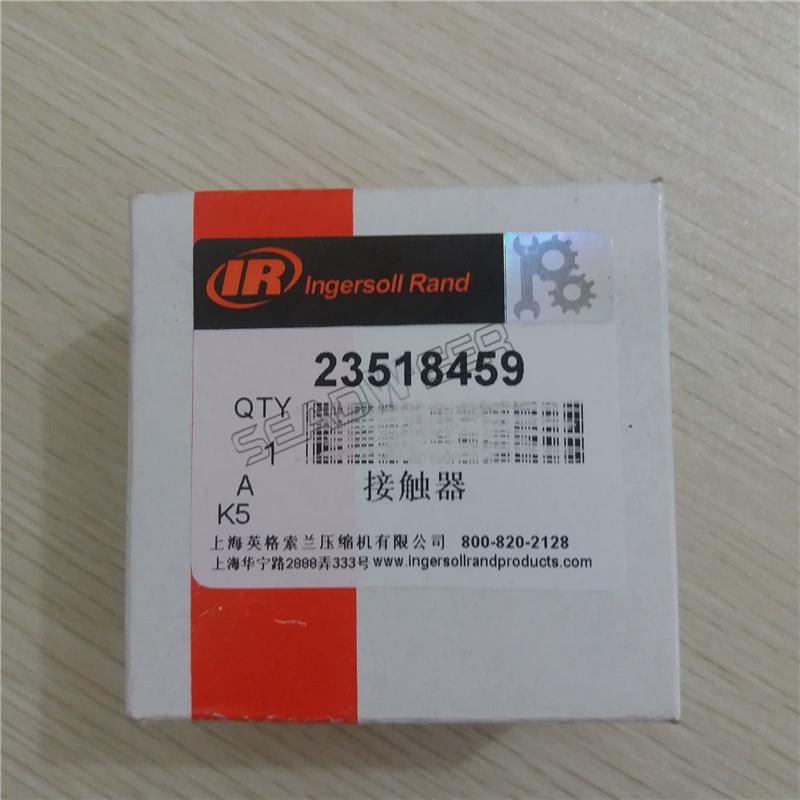 IR Ingersoll Rand
23518459
SEADWEER
QTY
1
A
接触器
K5
上海英格索兰压缩机有限公司 800-820-2128
上海华宁路2888弄333号 www.ingersollrandproducts.com